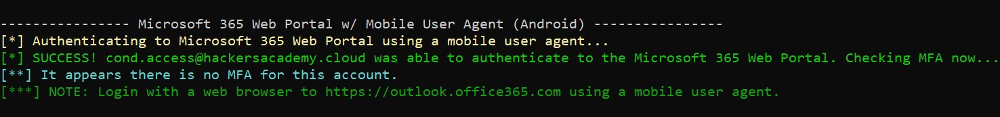 ---------------- Microsoft 365 Web Portal w/ Mobile User Agent (Android) ----------------
[*] Authenticating to Microsoft 365 Web Portal using a mobile user agent...
[*] SUCCESS! cond.access@hackersacademy.cloud was able to authenticate to the Microsoft 365 Web Portal. Checking MFA now...
[**] It appears there is no MFA for this account.
[***] NOTE: Login with a web browser to https://outlook.office365.com using a mobile user agent.